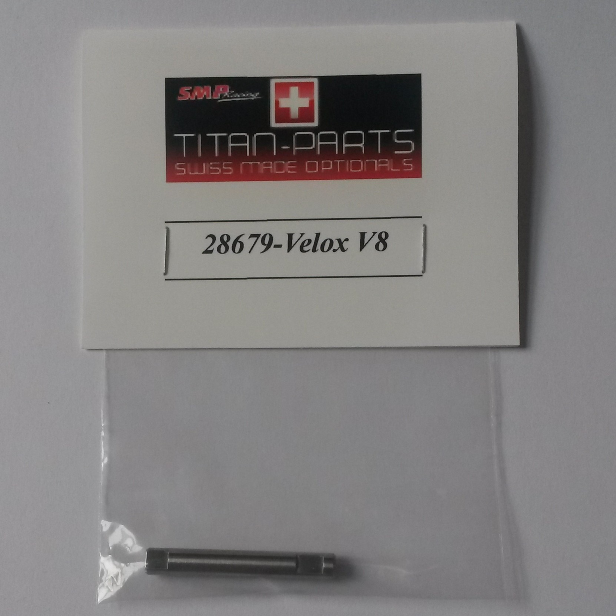 SMP Racing
TITAN-PARTS
SWISS MADE OPTIONALS
28679-Velox V8